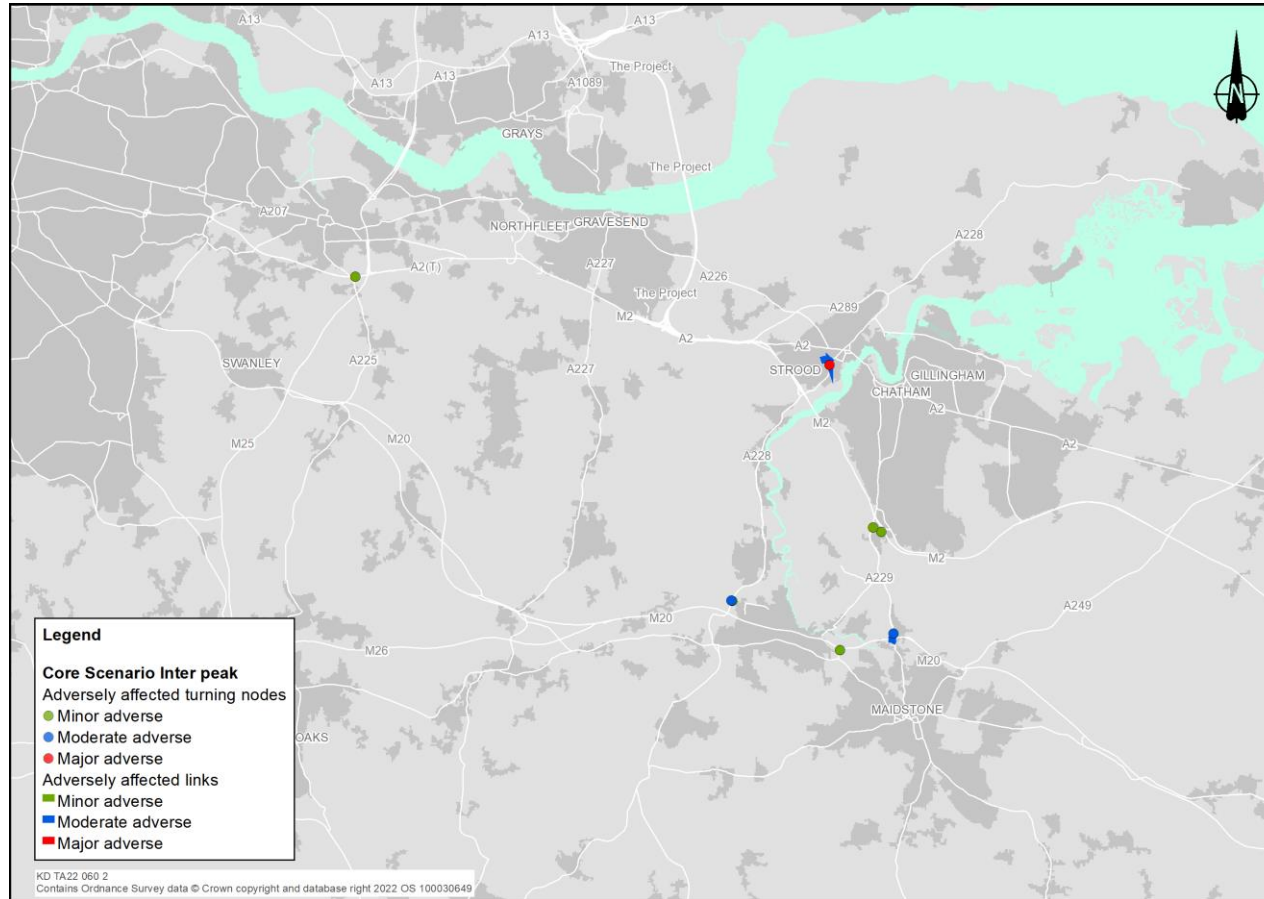 A13
A13
A13
A13
A13
The Project
A1089
N
GRAYS
The Project
A207
NORTHFLEET
GRAVESEND
A228
A2(T)
A227
A226
The Project
A289
M2
A2
A2
SWANLEY
A225
A227
STROOD
GILLINGHAM
CHATHAM
A2
M2
M25
M20
A228
A2
M2
A229
A249
M20
M26
M20
MAIDSTONE
OAKS
Legend
Core Scenario Inter peak
Adversely affected turning nodes
Minor adverse
Moderate adverse
Major adverse
Adversely affected links
Minor adverse
Moderate adverse
Major adverse
KD TA22 060 2
Contains Ordnance Survey data © Crown copyright and database right 2022 OS 100030649